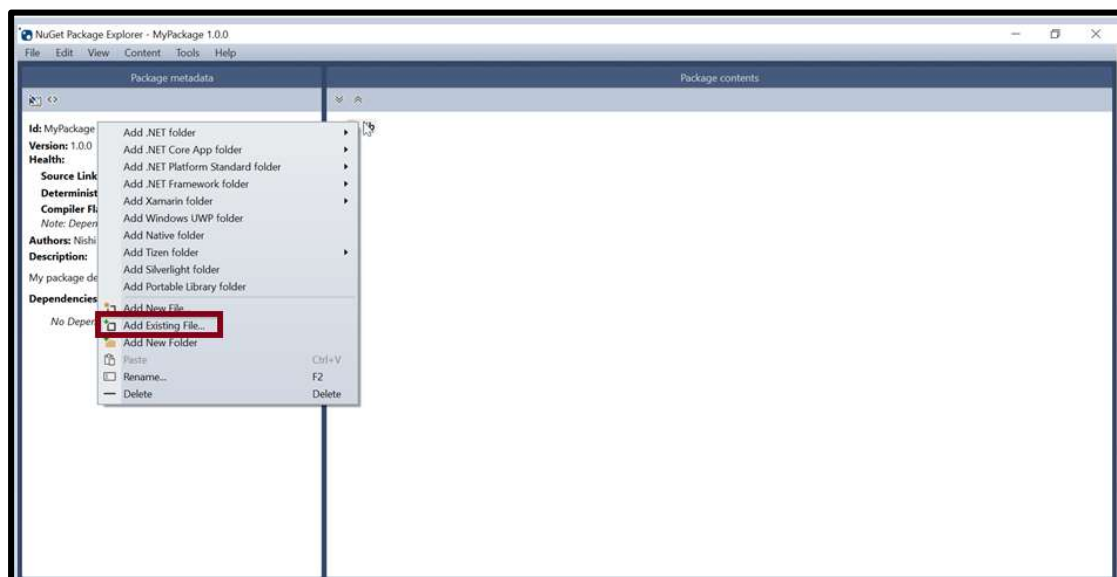 NuGet Package Explorer - MyPackage 1.0.0
File Edit View Content Tools Help
Package metadata
Package contents
Id: MyPackage
Version: 1.0.0
Health:
Source Link
Determinist
Compiler Fl
Note: Depen
Authors: Nishi
Description:
My package de
Dependencies
No Depen
Add .NET folder
Add .NET Core App folder
Add .NET Platform Standard folder
Add .NET Framework folder
Add Xamarin folder
Add Windows UWP folder
Add Native folder
Add Tizen folder
Add Silverlight folder
Add Portable Library folder
Add New File...
Add Existing File...
Add New Folder
Paste Ctrl+V
Rename... F2
Delete Delete